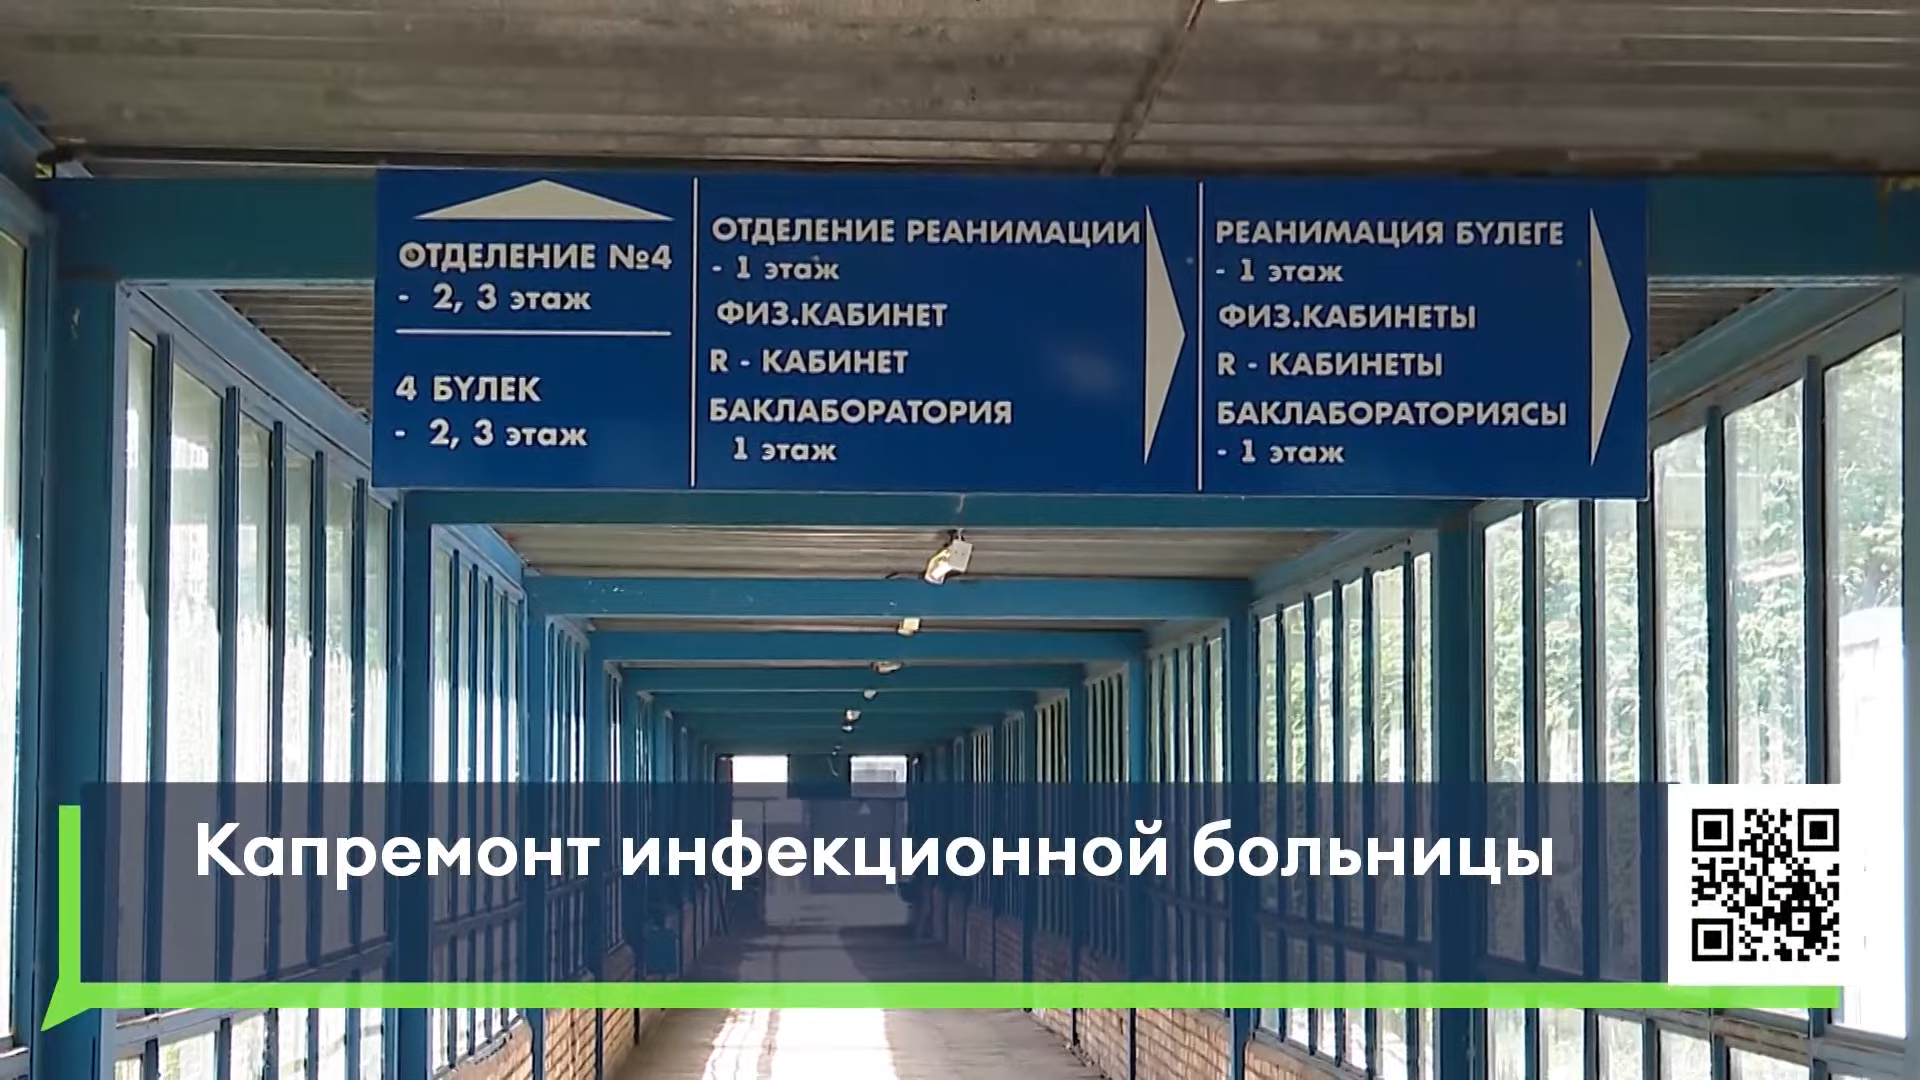 ОТДЕЛЕНИЕ №4
- 2, 3 этаж
4 БҮЛЕК
- 2, 3 этаж
ОТДЕЛЕНИЕ РЕАНИМАЦИИ
- 1 этаж
ФИЗ.КАБИНЕТ
R - КАБИНЕТ
БАКЛАБОРАТОРИЯ
1 этаж
РЕАНИМАЦИЯ БҮЛЕГЕ
- 1 этаж
ФИЗ.КАБИНЕТЫ
R - КАБИНЕТЫ
БАКЛАБОРАТОРИЯСЫ
- 1 этаж
Капремонт инфекционной больницы